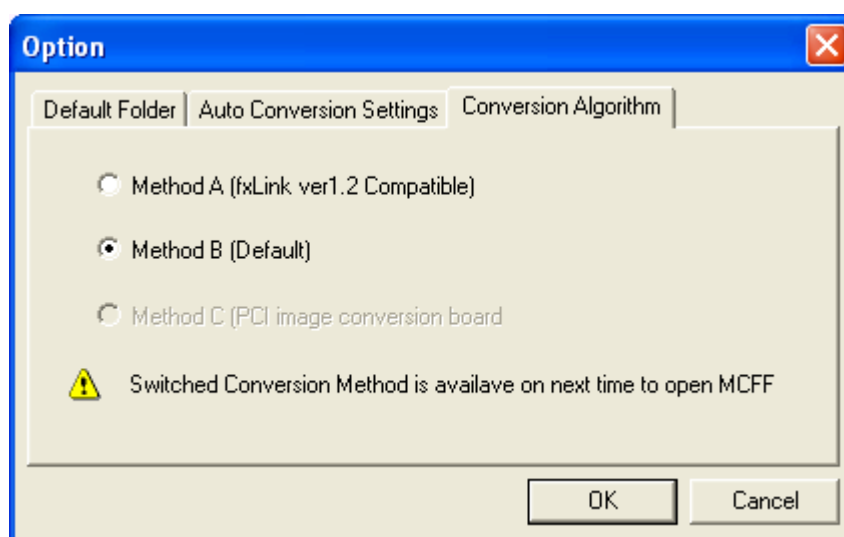 Option
Default Folder Auto Conversion Settings Conversion Algorithm
Method A (fxLink ver1.2 Compatible)
Method B (Default)
Method C (PCI image conversion board
Switched Conversion Method is availave on next time to open MCFF
OK Cancel